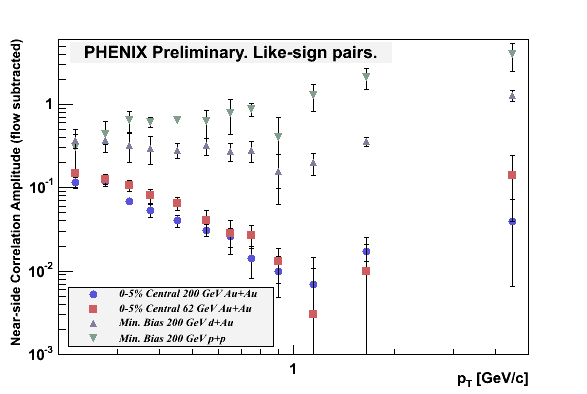 PHENIX Preliminary. Like-sign pairs.
Near-side Correlation Amplitude (flow subtracted)
1
10-1
10-2
10-3
0-5% Central 200 GeV Au+Au
0-5% Central 62 GeV Au+Au
Min. Bias 200 GeV d+Au
Min. Bias 200 GeV p+p
1
pT [GeV/c]